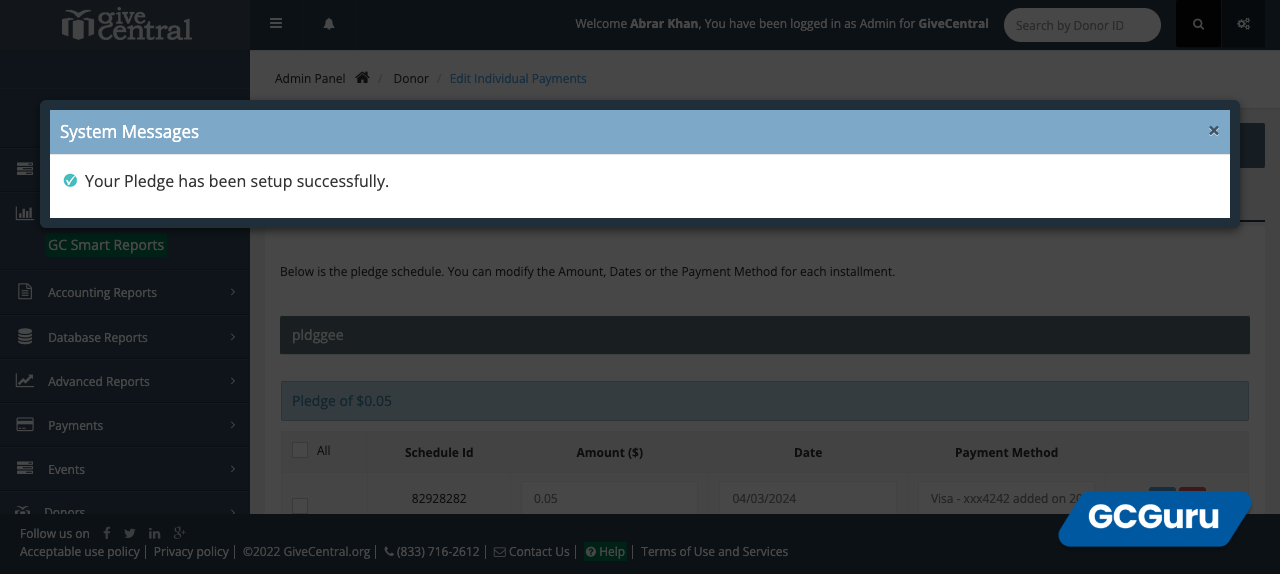 give central
Welcome Abrar Khan, You have been logged in as Admin for GiveCentral
Search by Donor ID
Admin Panel / Donor / Edit Individual Payments
System Messages
×
Your Pledge has been setup successfully.
GC Smart Reports
Accounting Reports
Database Reports
Advanced Reports
Payments
Events
Donors
Below is the pledge schedule. You can modify the Amount, Dates or the Payment Method for each installment.
pldggee
Pledge of $0.05
All Schedule Id Amount ($) Date Payment Method
82928282 0.05 04/03/2024 Visa - xxx4242 added on
GCGuru
Follow us on
Acceptable use policy | Privacy policy | ©2022 GiveCentral.org | (833) 716-2612 | Contact Us | Help | Terms of Use and Services